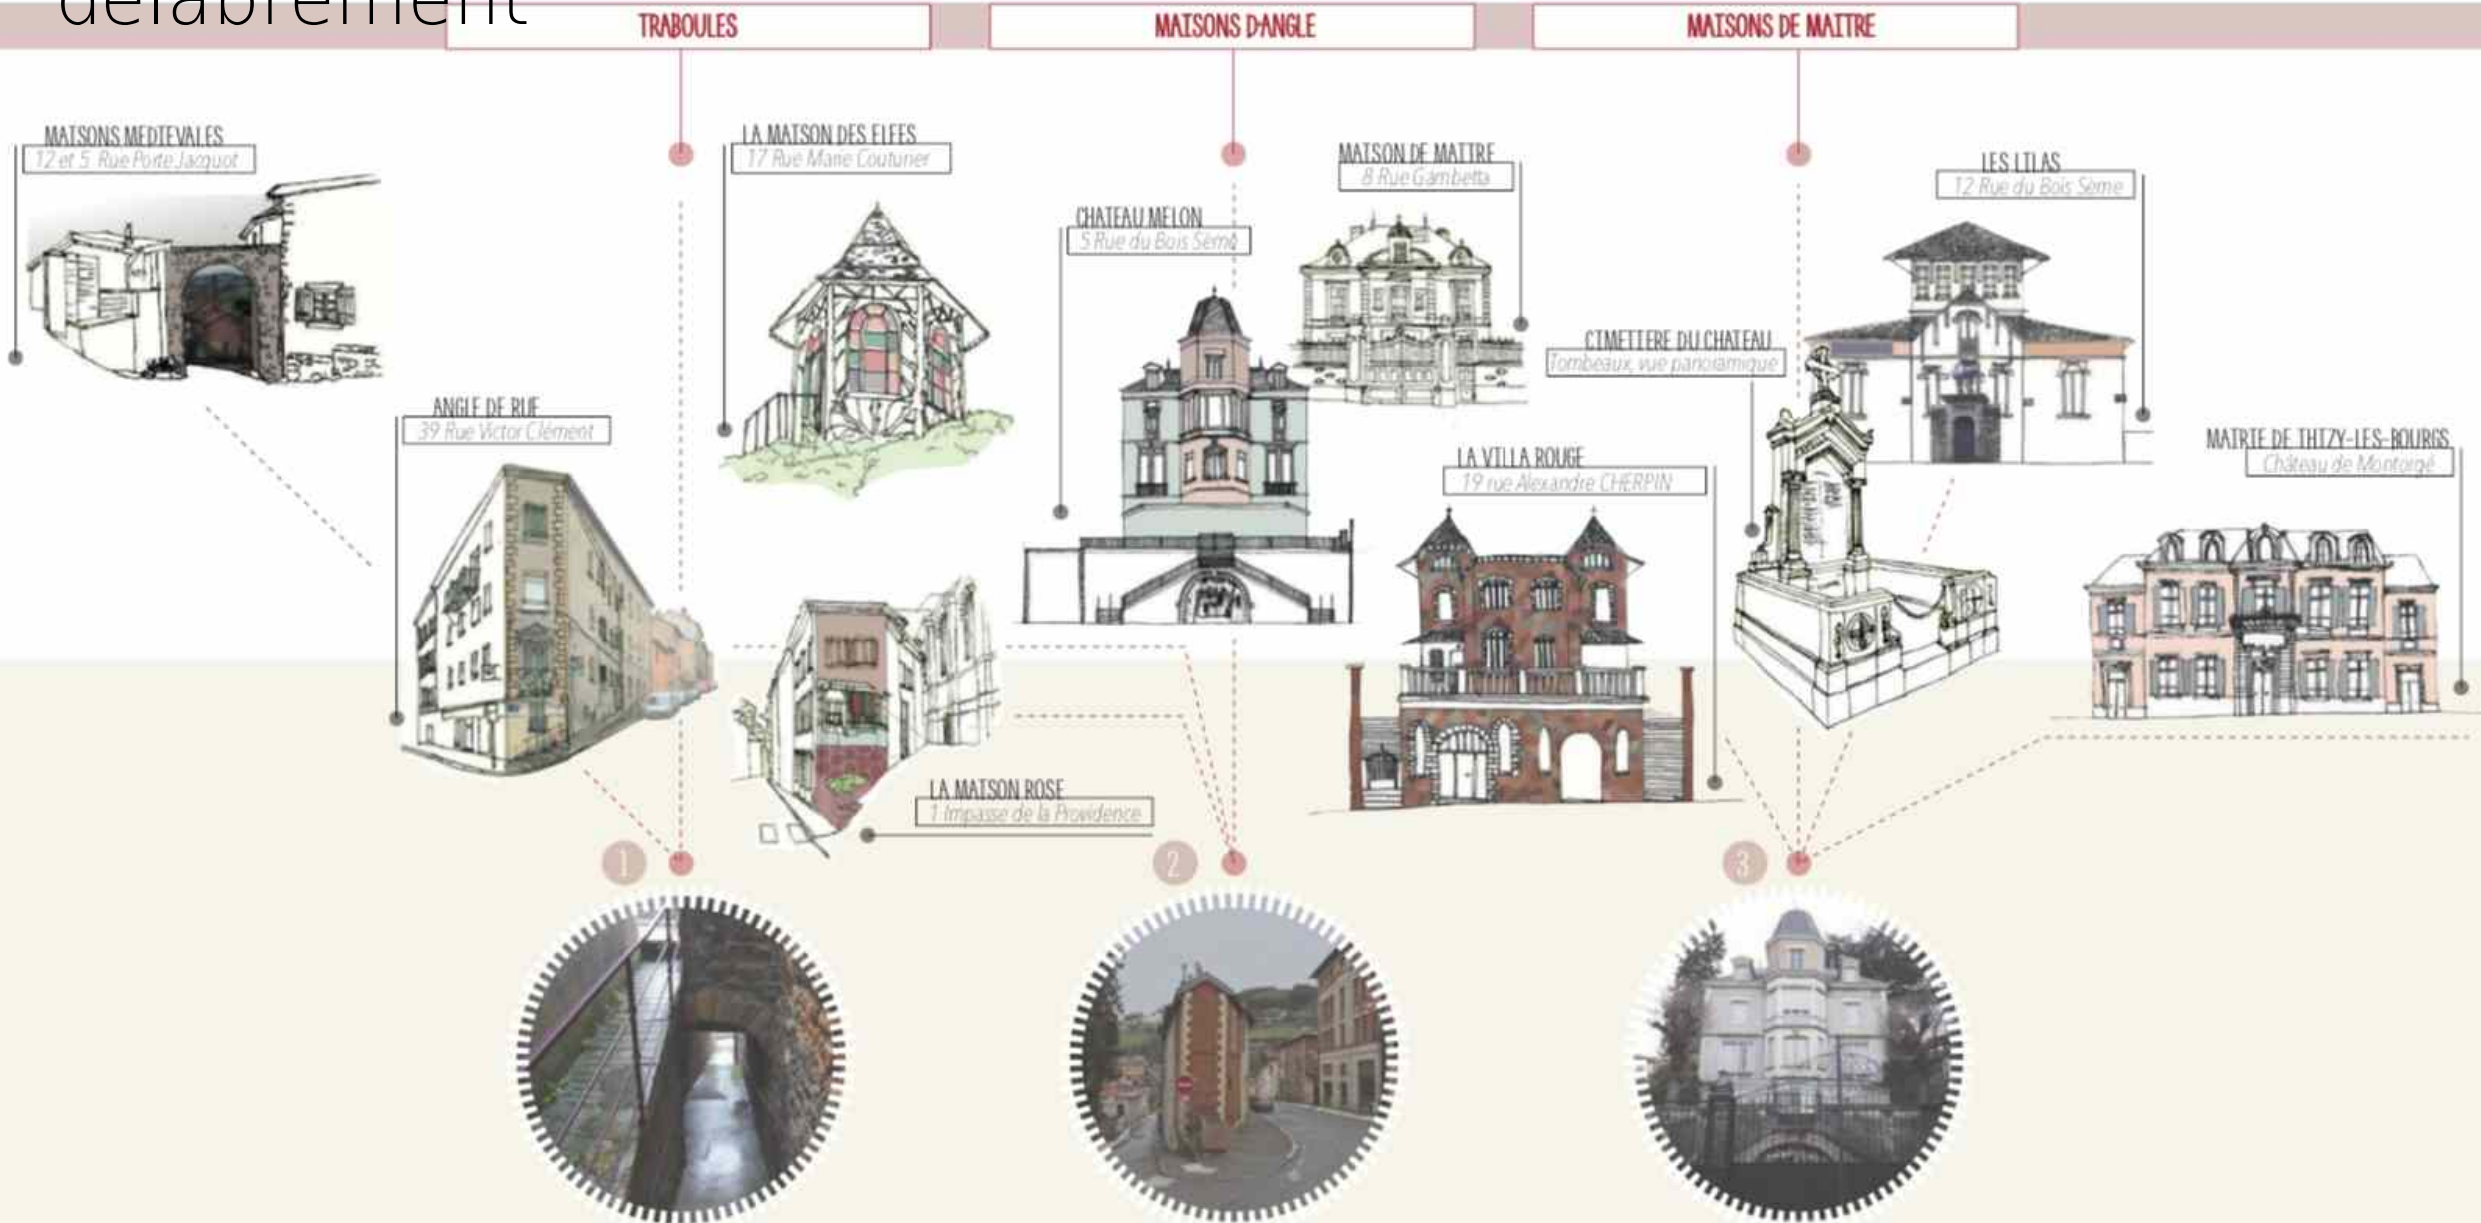 délabrement
TRABOULES
MAISONS D'ANGLE
MAISONS DE MAITRE
MAISONS MEDIEVALES
12 et 5 Rue Porte Jacquot
LA MAISON DES ELFES
17 Rue Marie Couturier
MAISON DE MAITRE
8 Rue Gambetta
LES LILAS
12 Rue du Bois Sème
CHATEAU MELON
5 Rue du Bois Sème
CIMETIERE DU CHATEAU
Tombeaux, vue panoramique
ANGLE DE RUE
39 Rue Victor Clément
LA VILLA ROUGE
19 rue Alexandre CHERPIN
MAIRIE DE THIZY-LES-BOURGS
Château de Montorgé
LA MAISON ROSE
1 Impasse de la Providence
1
2
3